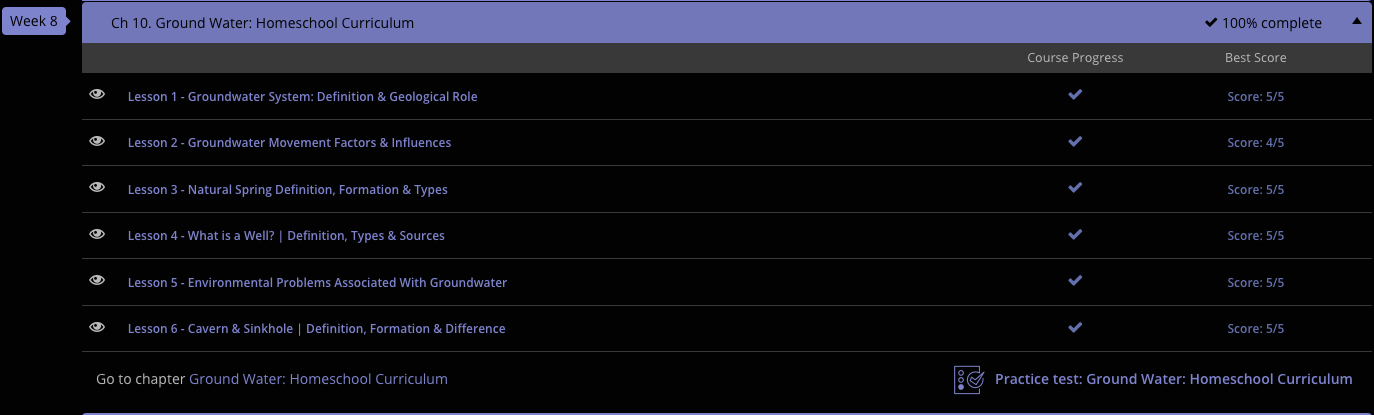 Week 8
Ch 10. Ground Water: Homeschool Curriculum 100% complete
Course Progress Best Score
Lesson 1 - Groundwater System: Definition & Geological Role Score: 5/5
Lesson 2 - Groundwater Movement Factors & Influences Score: 4/5
Lesson 3 - Natural Spring Definition, Formation & Types Score: 5/5
Lesson 4 - What is a Well? | Definition, Types & Sources Score: 5/5
Lesson 5 - Environmental Problems Associated With Groundwater Score: 5/5
Lesson 6 - Cavern & Sinkhole | Definition, Formation & Difference Score: 5/5
Go to chapter Ground Water: Homeschool Curriculum Practice test: Ground Water: Homeschool Curriculum